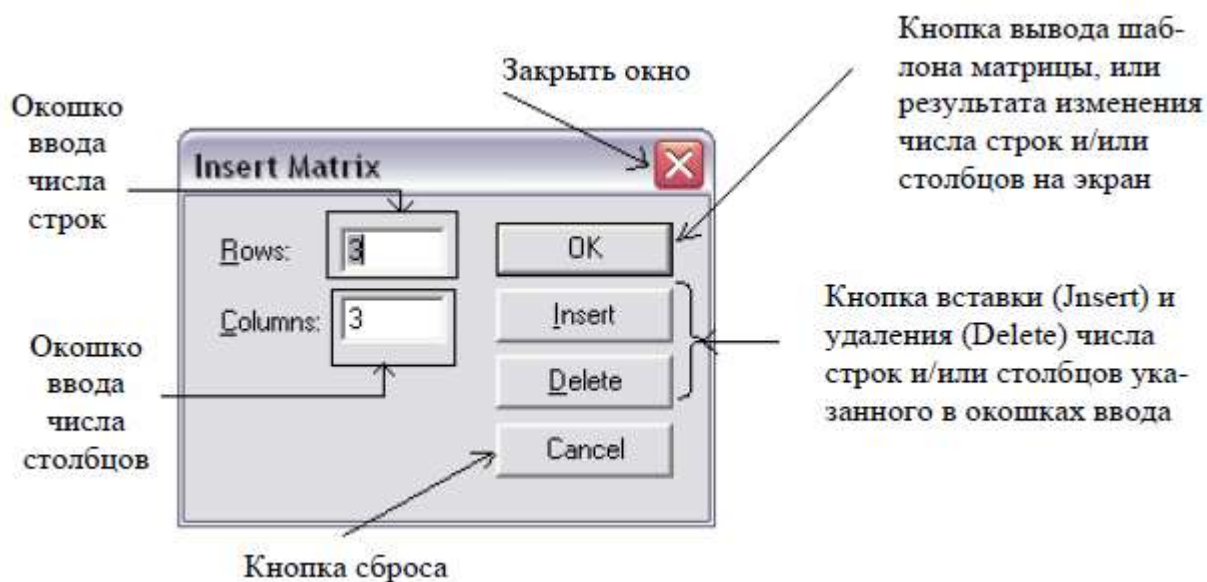 Кнопка вывода шаб-
лона матрицы, или
результата изменения
числа строк и/или
столбцов на экран
Закрыть окно
Окошко
ввода
числа
строк
Insert Matrix
Rows:
3
OK
Columns:
3
Insert
Delete
Cancel
Кнопка вставки (Jnsert) и
удаления (Delete) числа
строк и/или столбцов ука-
занного в окошках ввода
Окошко
ввода
числа
столбцов
Кнопка сброса